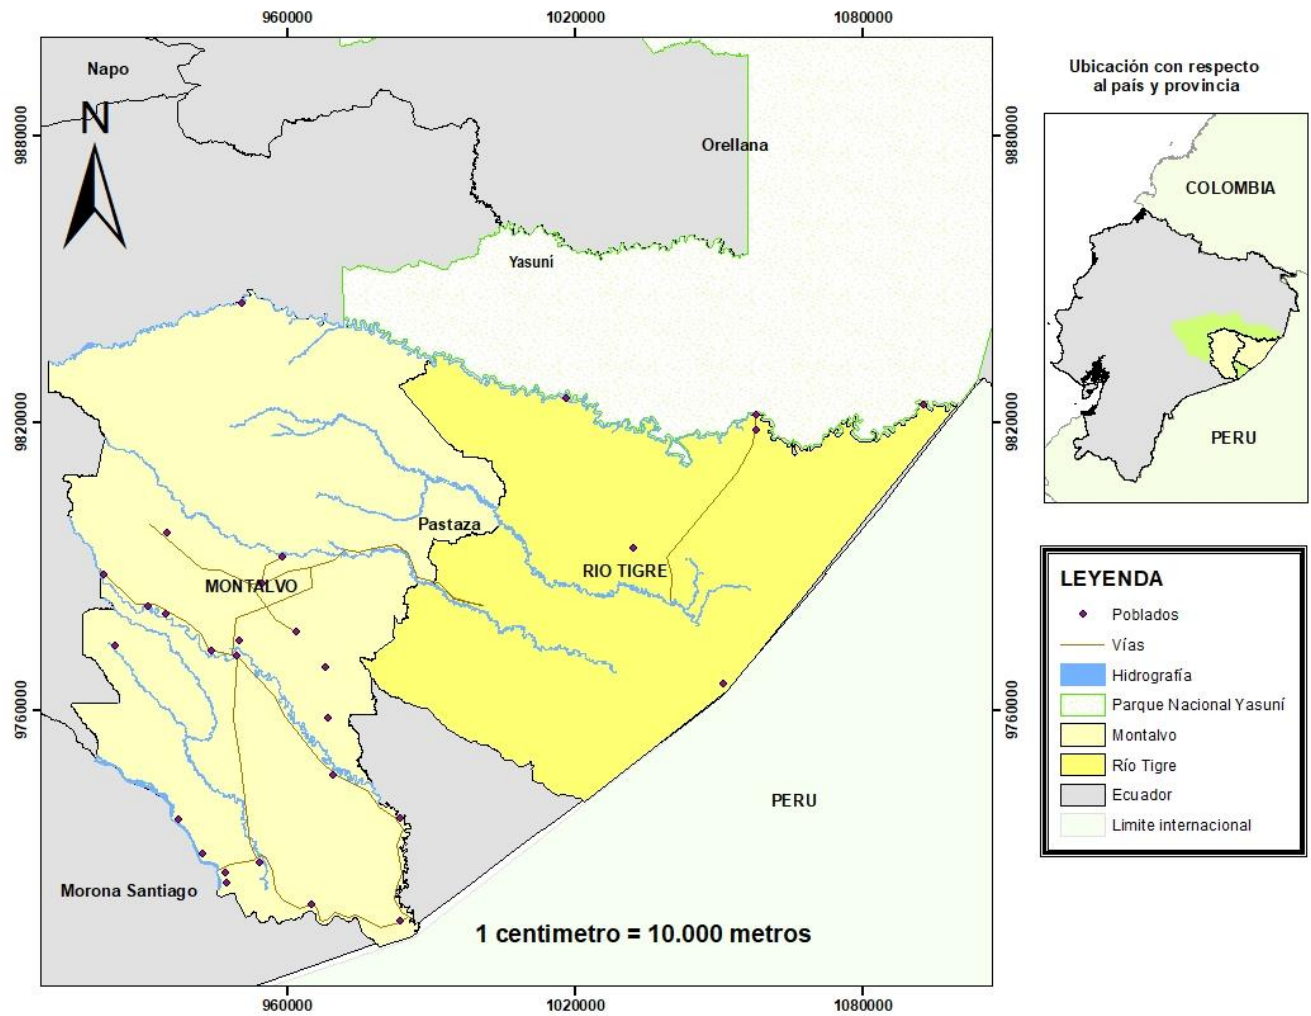 960000
1020000
1080000
Napo
N
9880000
9880000
Orellana
Yasuní
9820000
9820000
Pastaza
MONTALVO
RIO TIGRE
9760000
9760000
PERU
Morona Santiago
1 centimetro = 10.000 metros
960000
1020000
1080000
Ubicación con respecto
al país y provincia
COLOMBIA
PERU
LEYENDA
Poblados
Vías
Hidrografía
Parque Nacional Yasuní
Montalvo
Río Tigre
Ecuador
Limite internacional